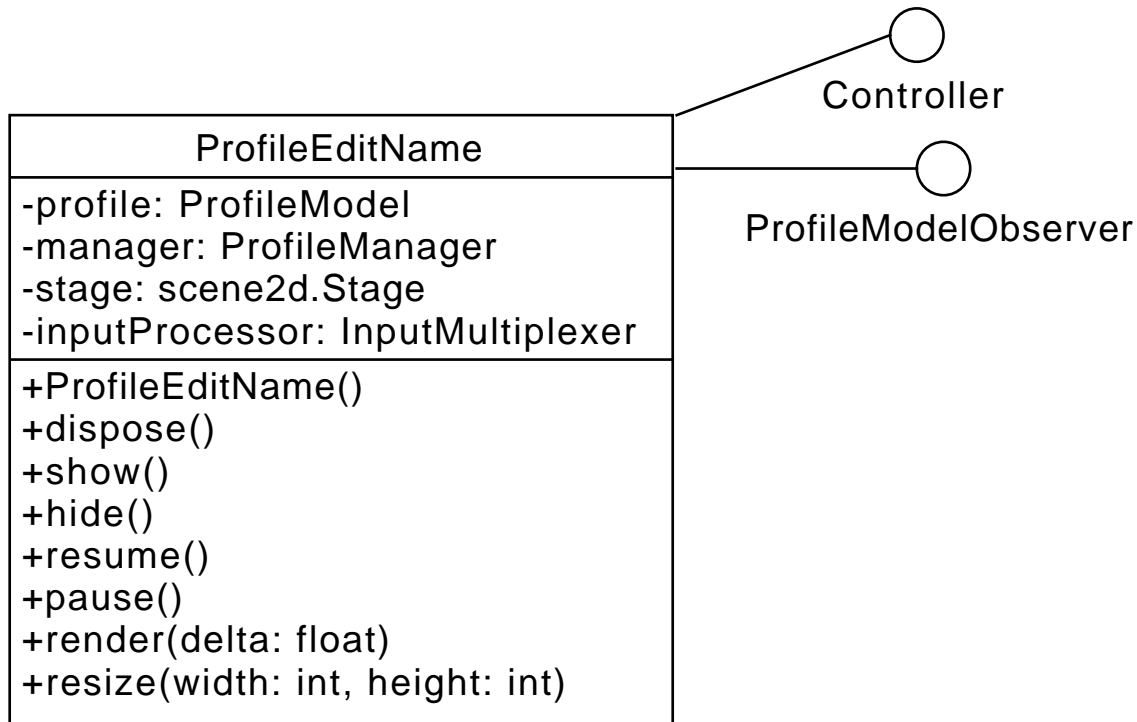 Controller
ProfileEditName
ProfileModelObserver
-profile: ProfileModel
-manager: ProfileManager
-stage: scene2d.Stage
-inputProcessor: InputMultiplexer
+ProfileEditName()
+dispose()
+show()
+hide()
+resume()
+pause()
+render(delta: float)
+resize(width: int, height: int)